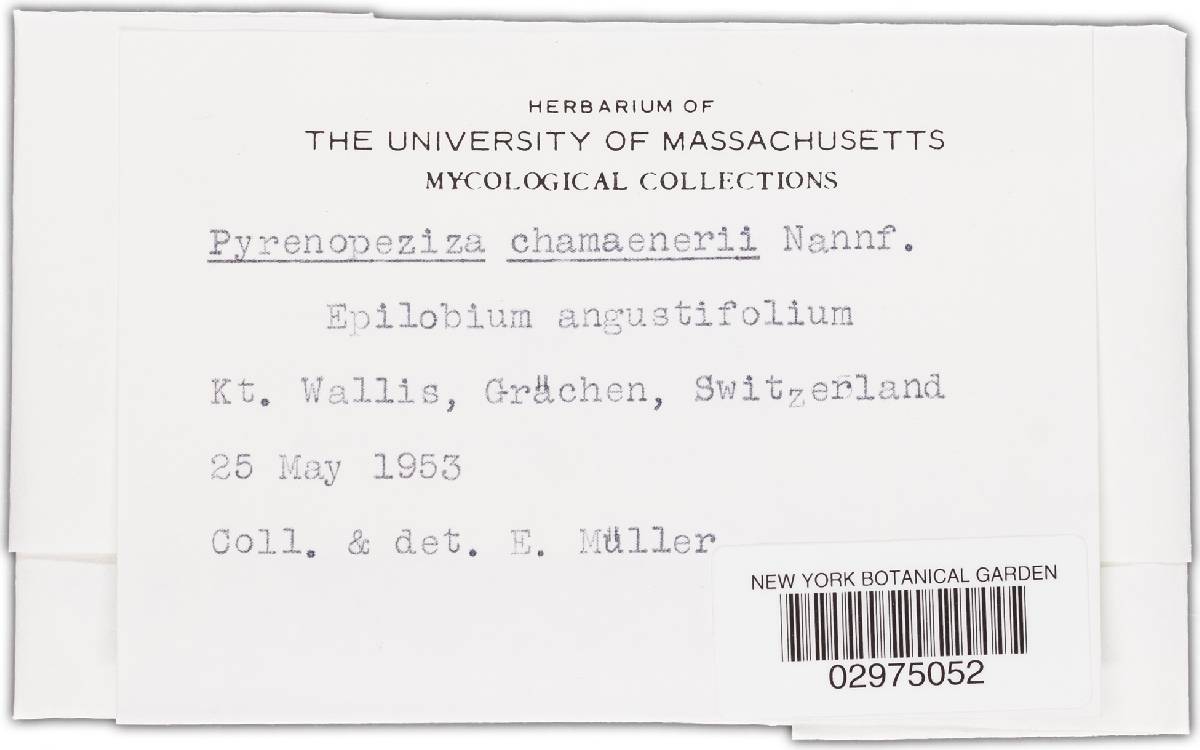 HERBARIUM OF
THE UNIVERSITY OF MASSACHUSETTS
MYCOLOGICAL COLLECTIONS
Pyrenopeziza chamaenerii Nannf.
Epilobium angustifolium
Kt. Wallis, Grächen, Switzerland
25 May 1953
Coll. & det. E. Müller
NEW YORK BOTANICAL GARDEN
02975052